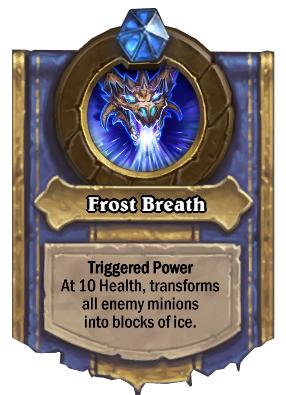 Frost Breath
Triggered Power
At 10 Health, transforms
all enemy minions
into blocks of ice.